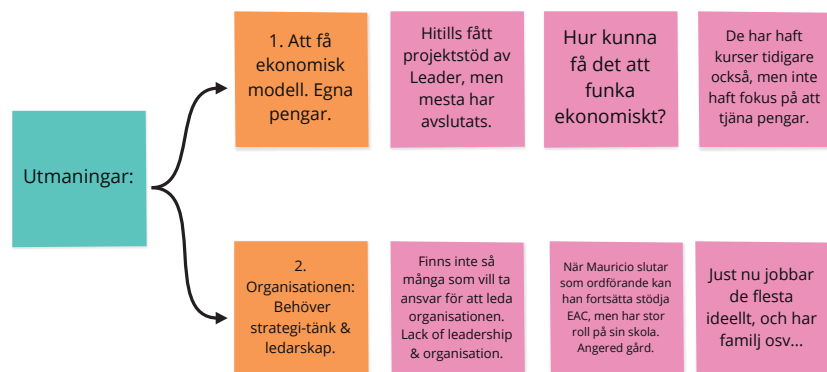 Utmaningar:
1. Att få
ekonomisk
modell. Egna
pengar.
Hitills fått
projektstöd av
Leader, men
mesta har
avslutats.
Hur kunna
få det att
funka
ekonomiskt?
De har haft
kurser tidigare
också, men inte
haft fokus på att
tjäna pengar.
2.
Organisationen:
Behöver
strategi-tänk &
ledarskap.
Finns inte så
många som vill ta
ansvar för att leda
organisationen.
Lack of leadership
& organisation.
När Mauricio slutar
som ordförande kan
han fortsätta stödja
EAC, men har stor
roll på sin skola.
Angered gård.
Just nu jobbar
de flesta
ideellt, och har
familj osv...